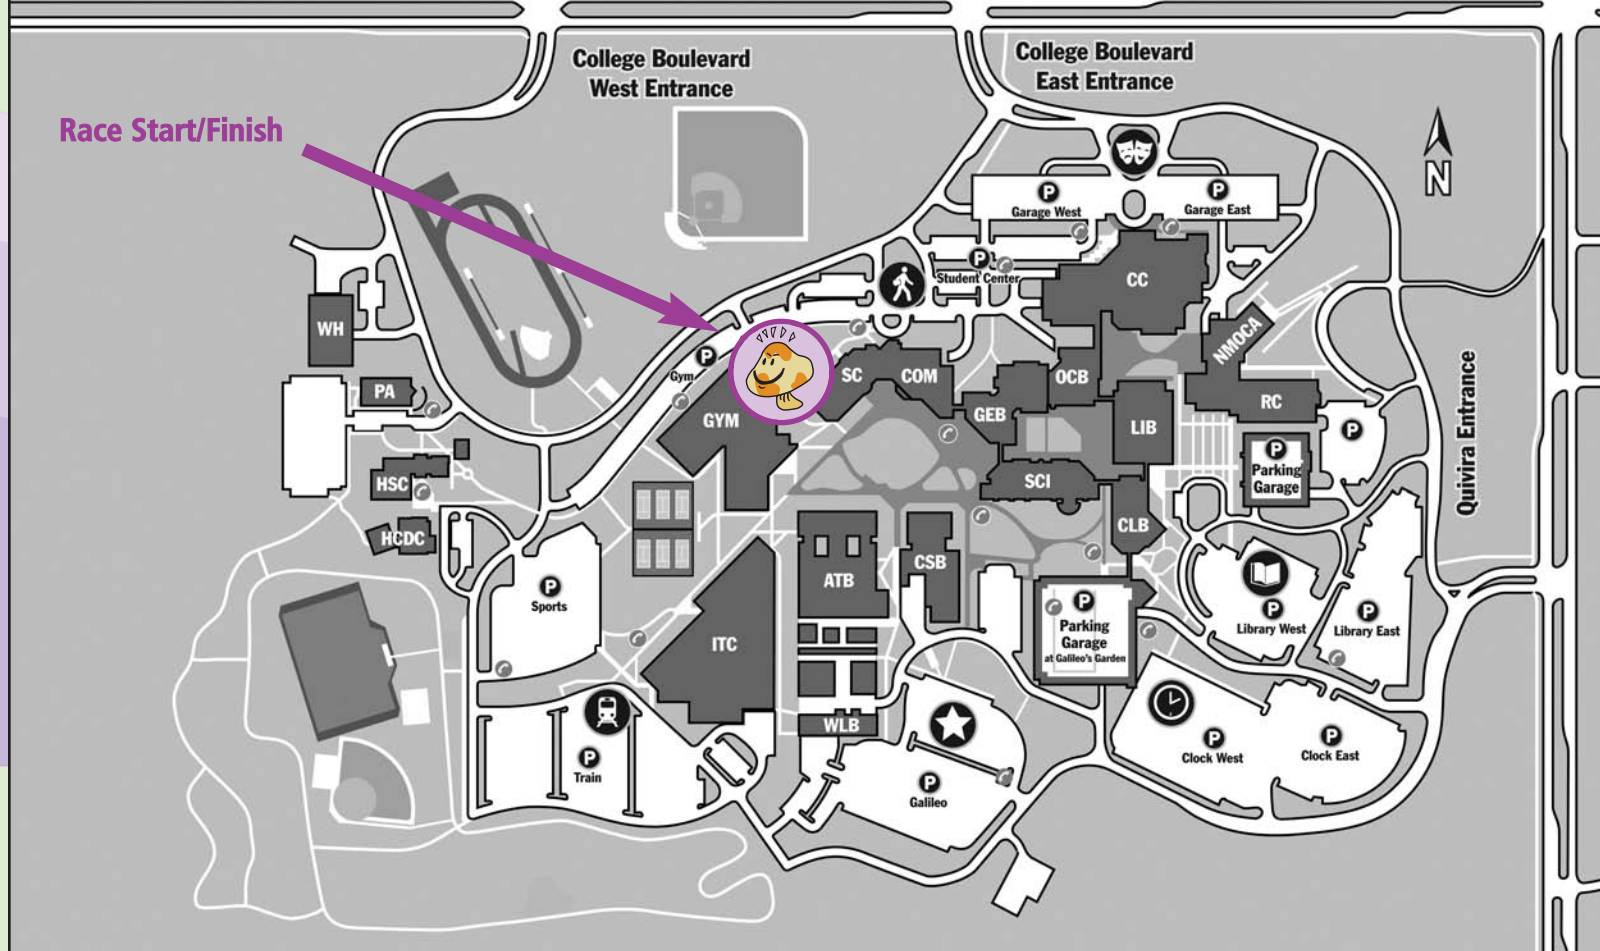 College Boulevard
West Entrance
College Boulevard
East Entrance
Race Start/Finish
N
P
Garage West
P
Garage East
P
Student Center
CC
WH
NMOCA
P
Gym
SC
COM
OCB
PA
GYM
GEB
LIB
RC
P
Quivira Entrance
P
Parking
Garage
HSC
SCI
CLB
HCDC
ATB
CSB
P
Sports
P
Parking
Garage
at Galileo's Garden
P
Library West
P
Library East
ITC
WLB
P
Train
P
Galileo
P
Clock West
P
Clock East